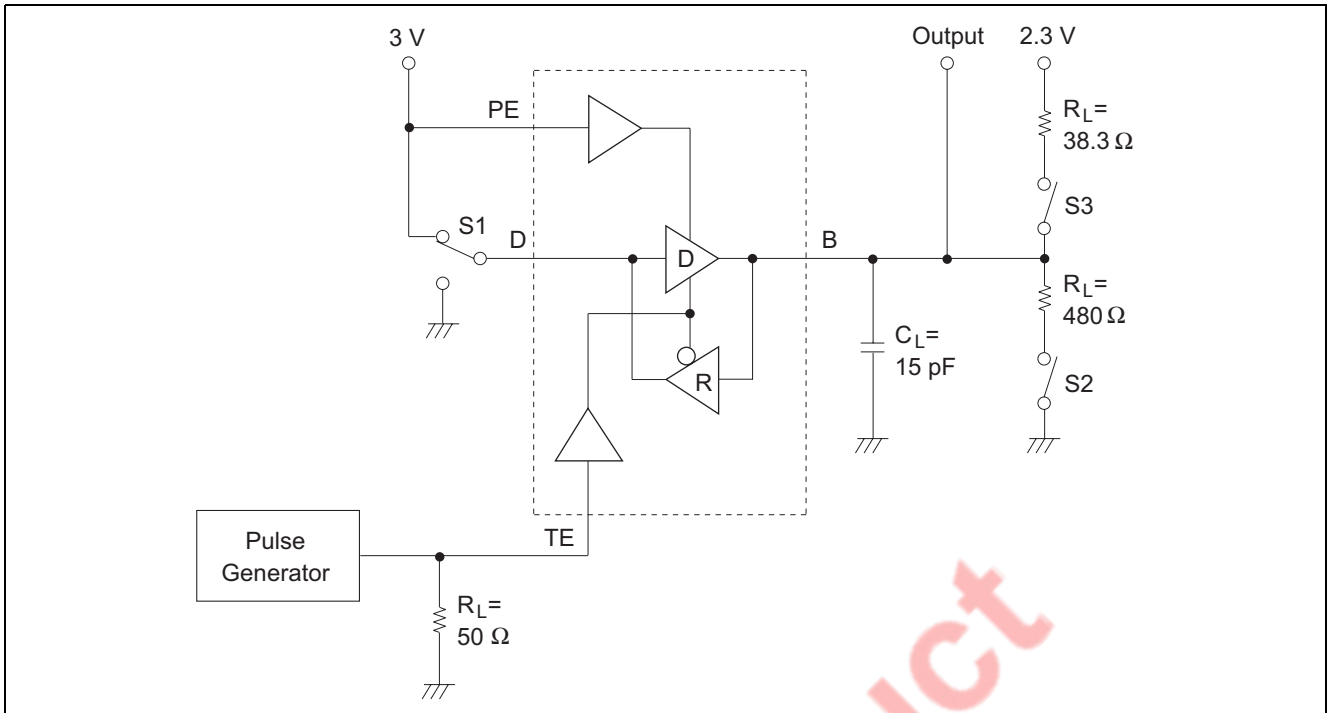 3 V
Output
2.3 V
PE
R_L=
38.3 Ω
S1
S3
D
D
B
R_L=
480 Ω
C_L=
15 pF
R
S2
TE
Pulse
Generator
R_L=
50 Ω
uct